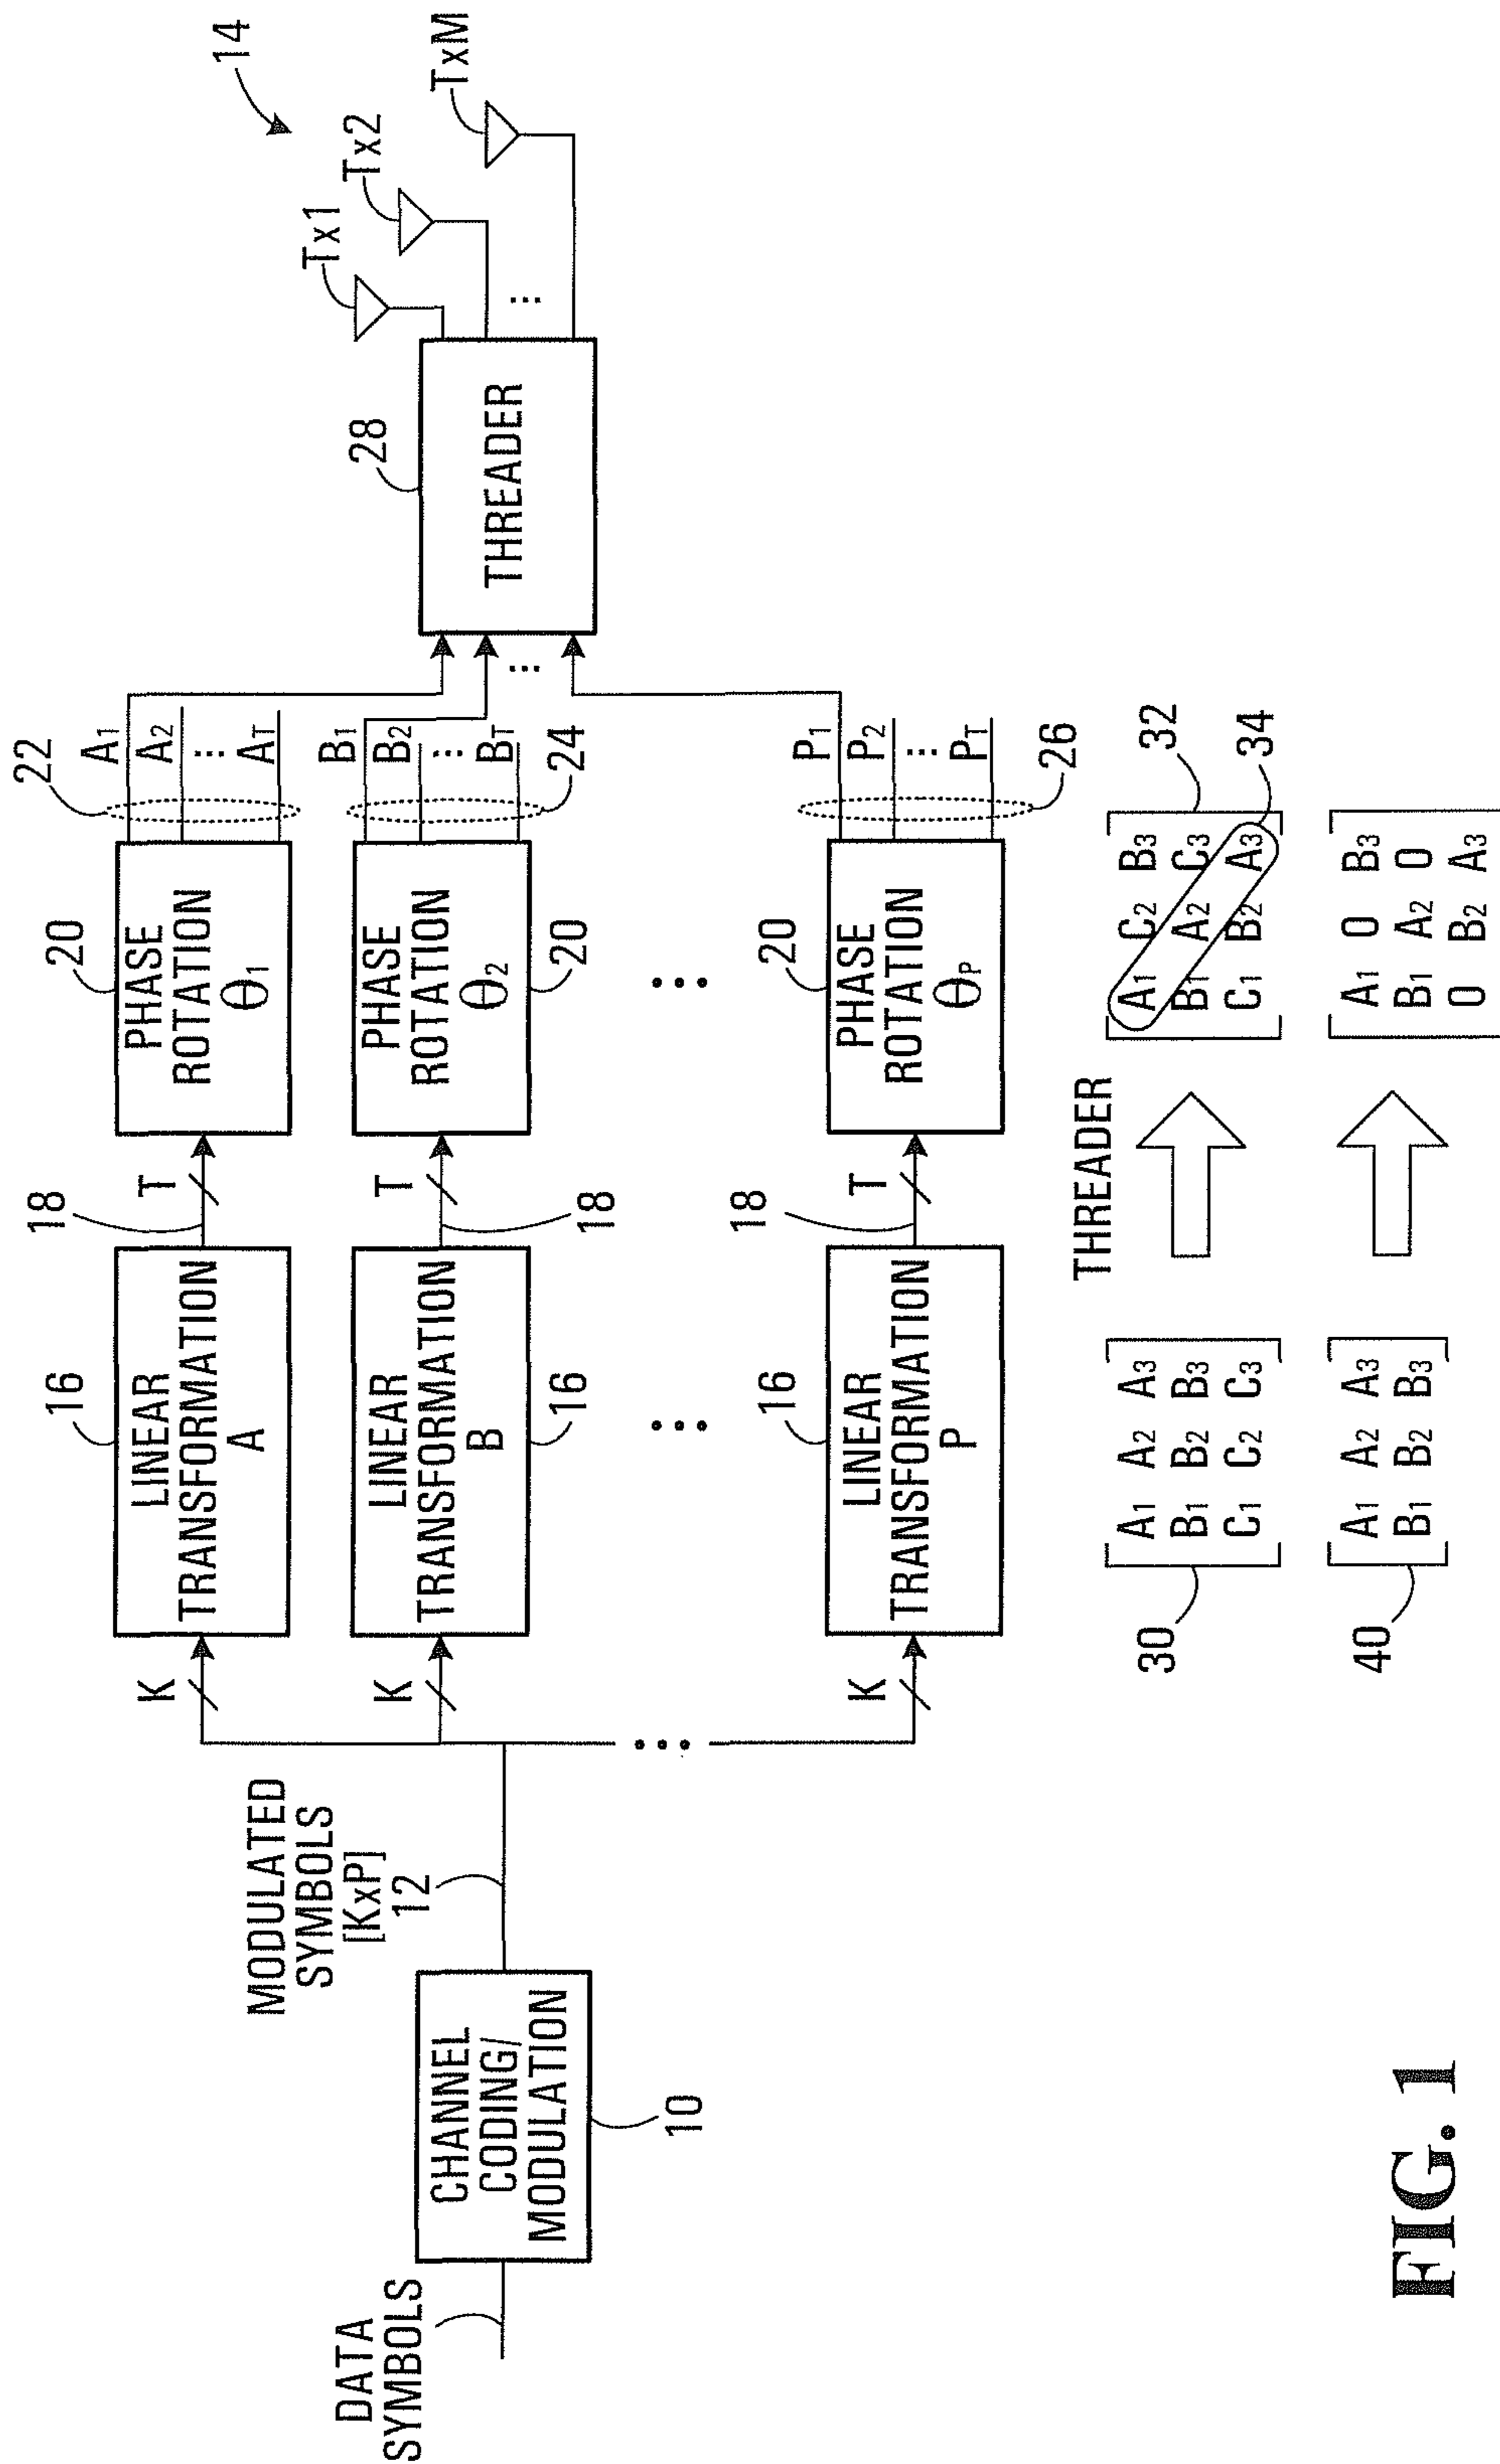 14
Tx1
Tx2
TxM
28
THREADER
22
A1
A2
⋮
AT
B1
B2
⋮
BT
24
P1
P2
⋮
PT
26
20
PHASE
ROTATION
θ1
PHASE
ROTATION
θ2
20
20
PHASE
ROTATION
θP
18
T
T
18
18
T
16
LINEAR
TRANSFORMATION
A
LINEAR
TRANSFORMATION
B
16
16
LINEAR
TRANSFORMATION
P
K
K
K
MODULATED
SYMBOLS
[KxP]
12
CHANNEL
CODING/
MODULATION
10
DATA
SYMBOLS
THREADER
A1 A2 A3
B1 B2 B3
C1 C2 C3
30
A1 C2 B3
B1 A2 C3
C1 B2 A3
32
34
A1 A2 A3
B1 B2 B3
40
A1 0 B3
B1 A2 0
0 B2 A3
FIG. 1